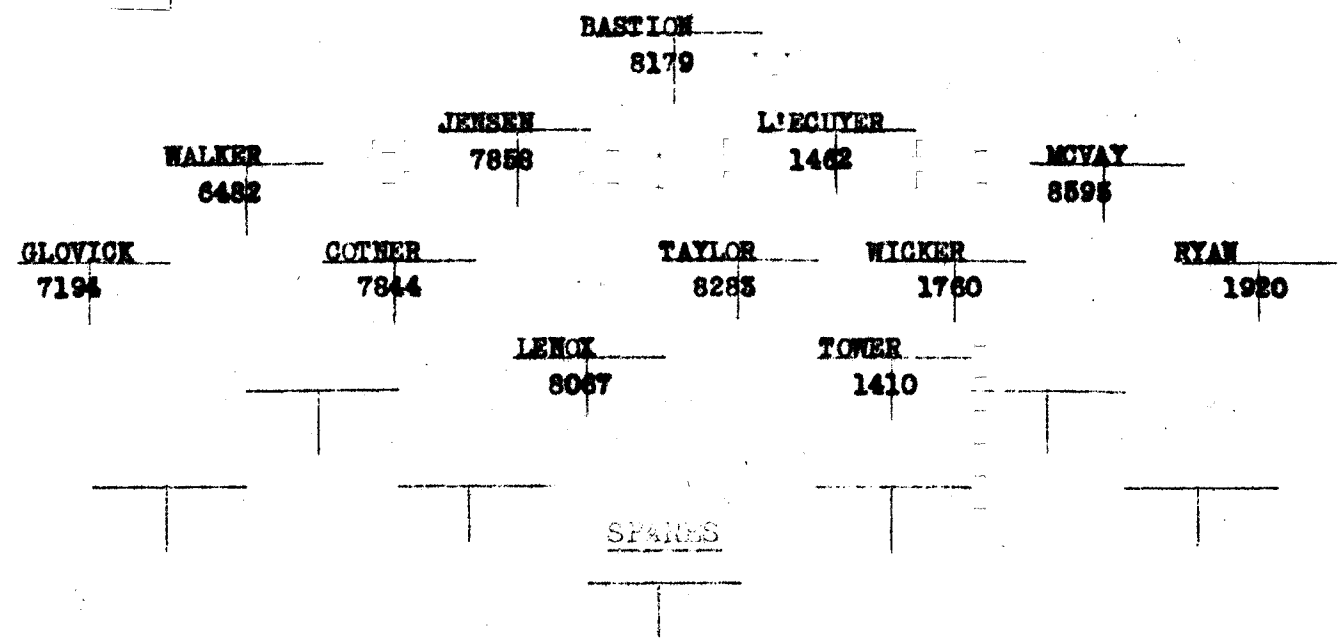 BASTION
8179
JENSEN L'ECUYER
WALKER 7858 1462 MCVAY
6482 8595
GLOVICK COTNER TAYLOR WICKER RYAN
7194 7844 8285 1760 1920
LENOX TOWER
8067 1410
SPARES